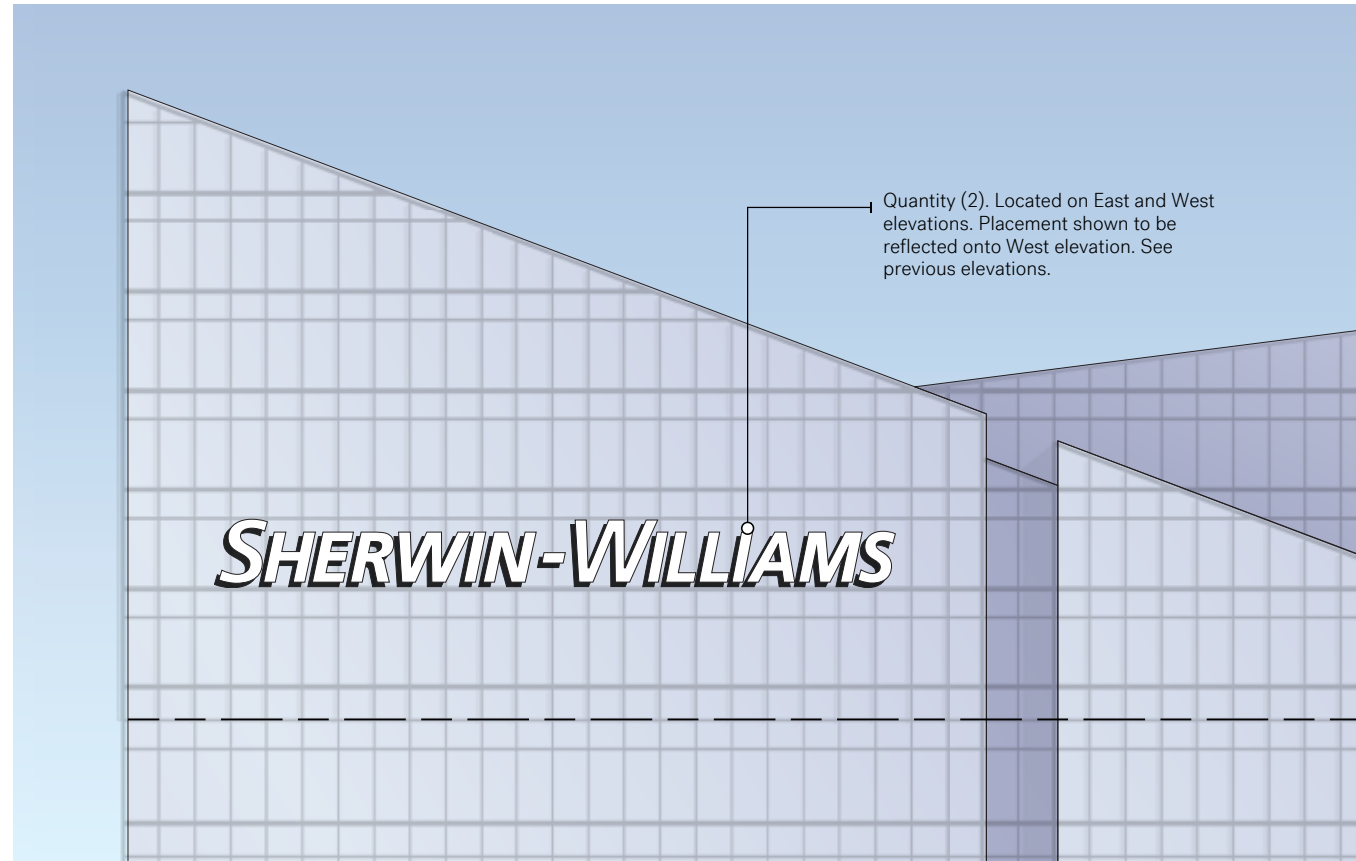 Quantity (2). Located on East and West
elevations. Placement shown to be
reflected onto West elevation. See
previous elevations.
SHERWIN-WILLIAMS